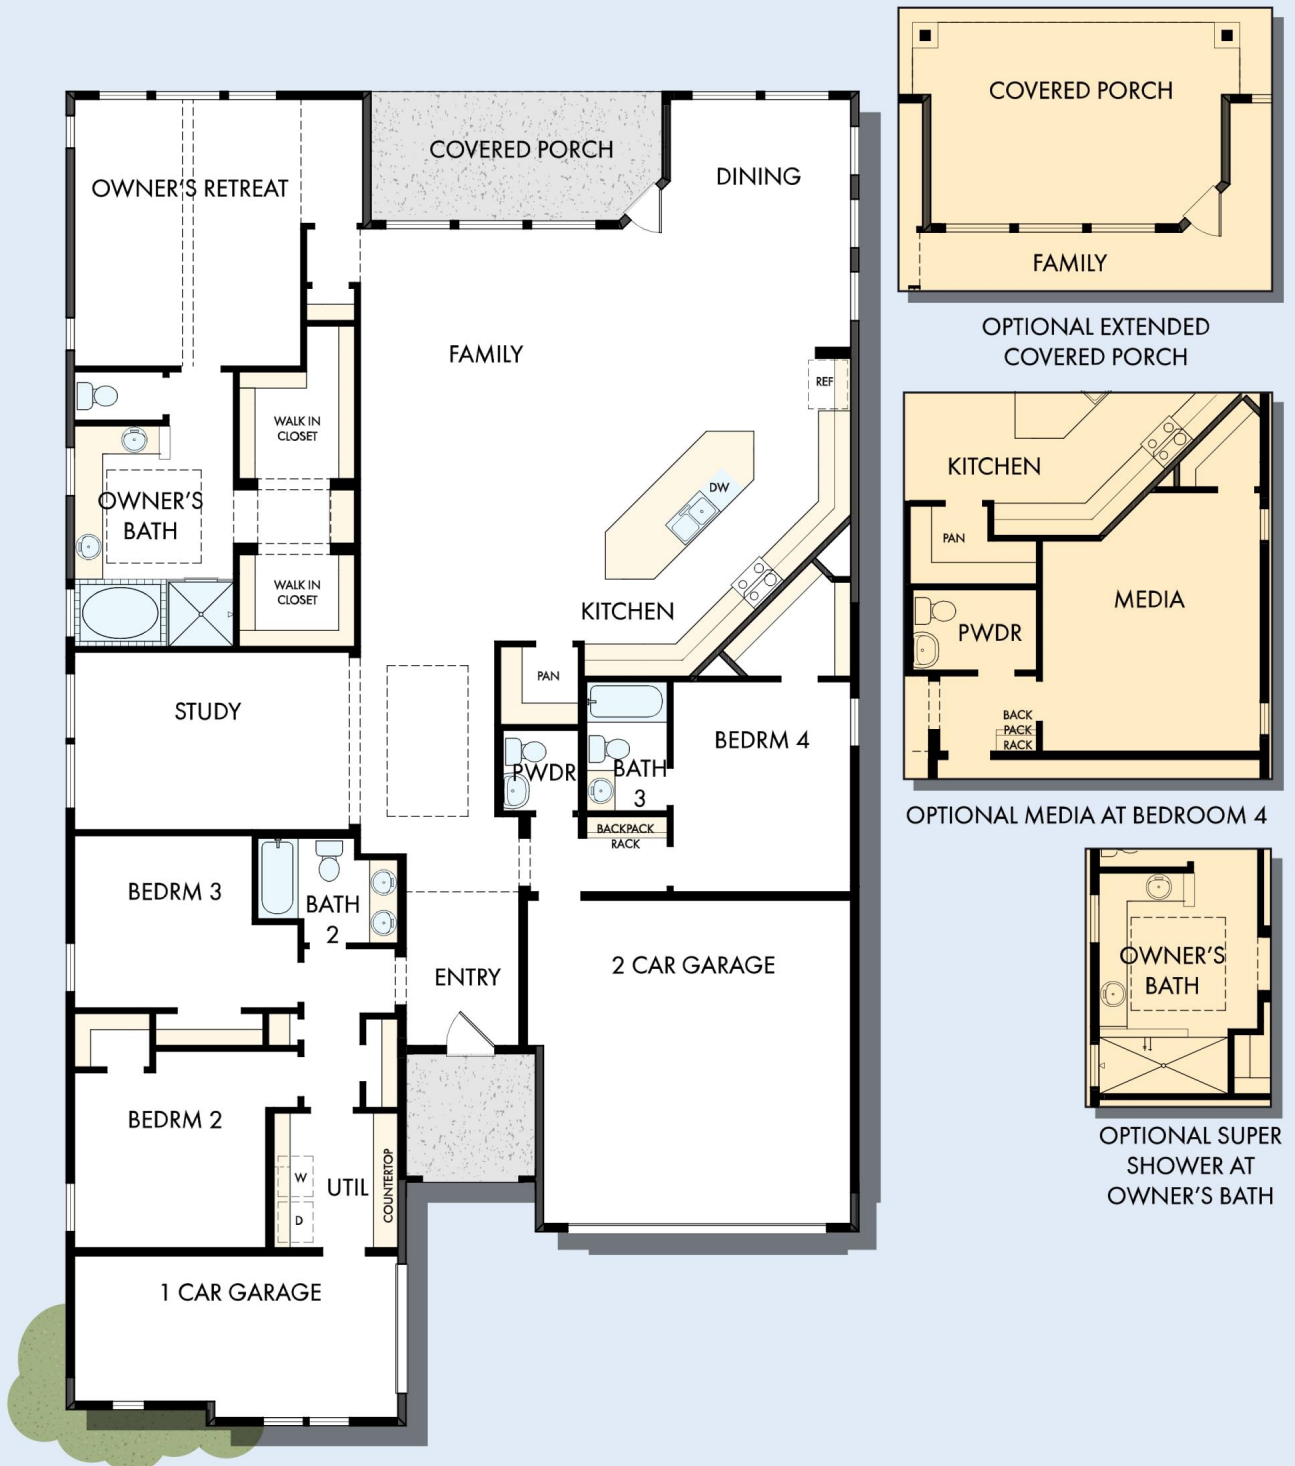 OWNER'S RETREAT
COVERED PORCH
DINING
FAMILY
REF
WALK IN
CLOSET
DW
OWNER'S
BATH
WALK IN
CLOSET
KITCHEN
PAN
STUDY
BEDRM 4
PWDR
BATH
3
BACKPACK
RACK
BEDRM 3
BATH
2
ENTRY
2 CAR GARAGE
BEDRM 2
W
D
UTIL
COUNTERTOP
1 CAR GARAGE
COVERED PORCH
FAMILY
OPTIONAL EXTENDED
COVERED PORCH
KITCHEN
PAN
MEDIA
PWDR
BACK
PACK
RACK
OPTIONAL MEDIA AT BEDROOM 4
OWNER'S
BATH
OPTIONAL SUPER
SHOWER AT
OWNER'S BATH